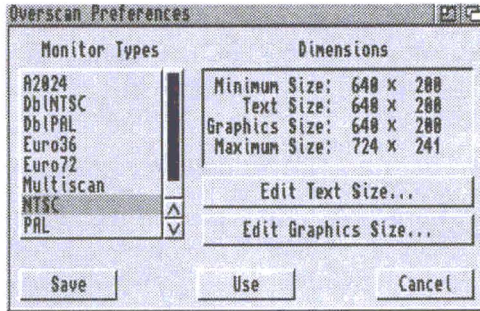 Overscan Preferences
Monitor Types
A2024
DblNTSC
DblPAL
Euro36
Euro72
Multiscan
NTSC
PAL
Dimensions
Minimum Size: 640 x 200
Text Size: 640 x 200
Graphics Size: 640 x 200
Maximum Size: 724 x 241
Edit Text Size...
Edit Graphics Size...
Save
Use
Cancel